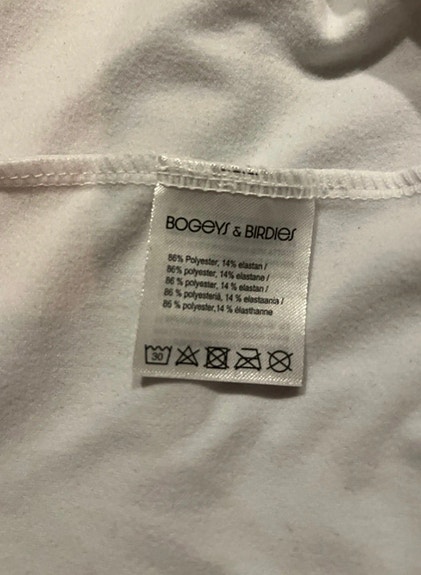 BOGEYS & BIRDIES
86% Polyester, 14% elastan /
86% polyester, 14% elastane /
86 % polyester, 14 % elastan /
86 % polyesteriä, 14 % elastaania /
86 % polyester,14 % élasthanne
30